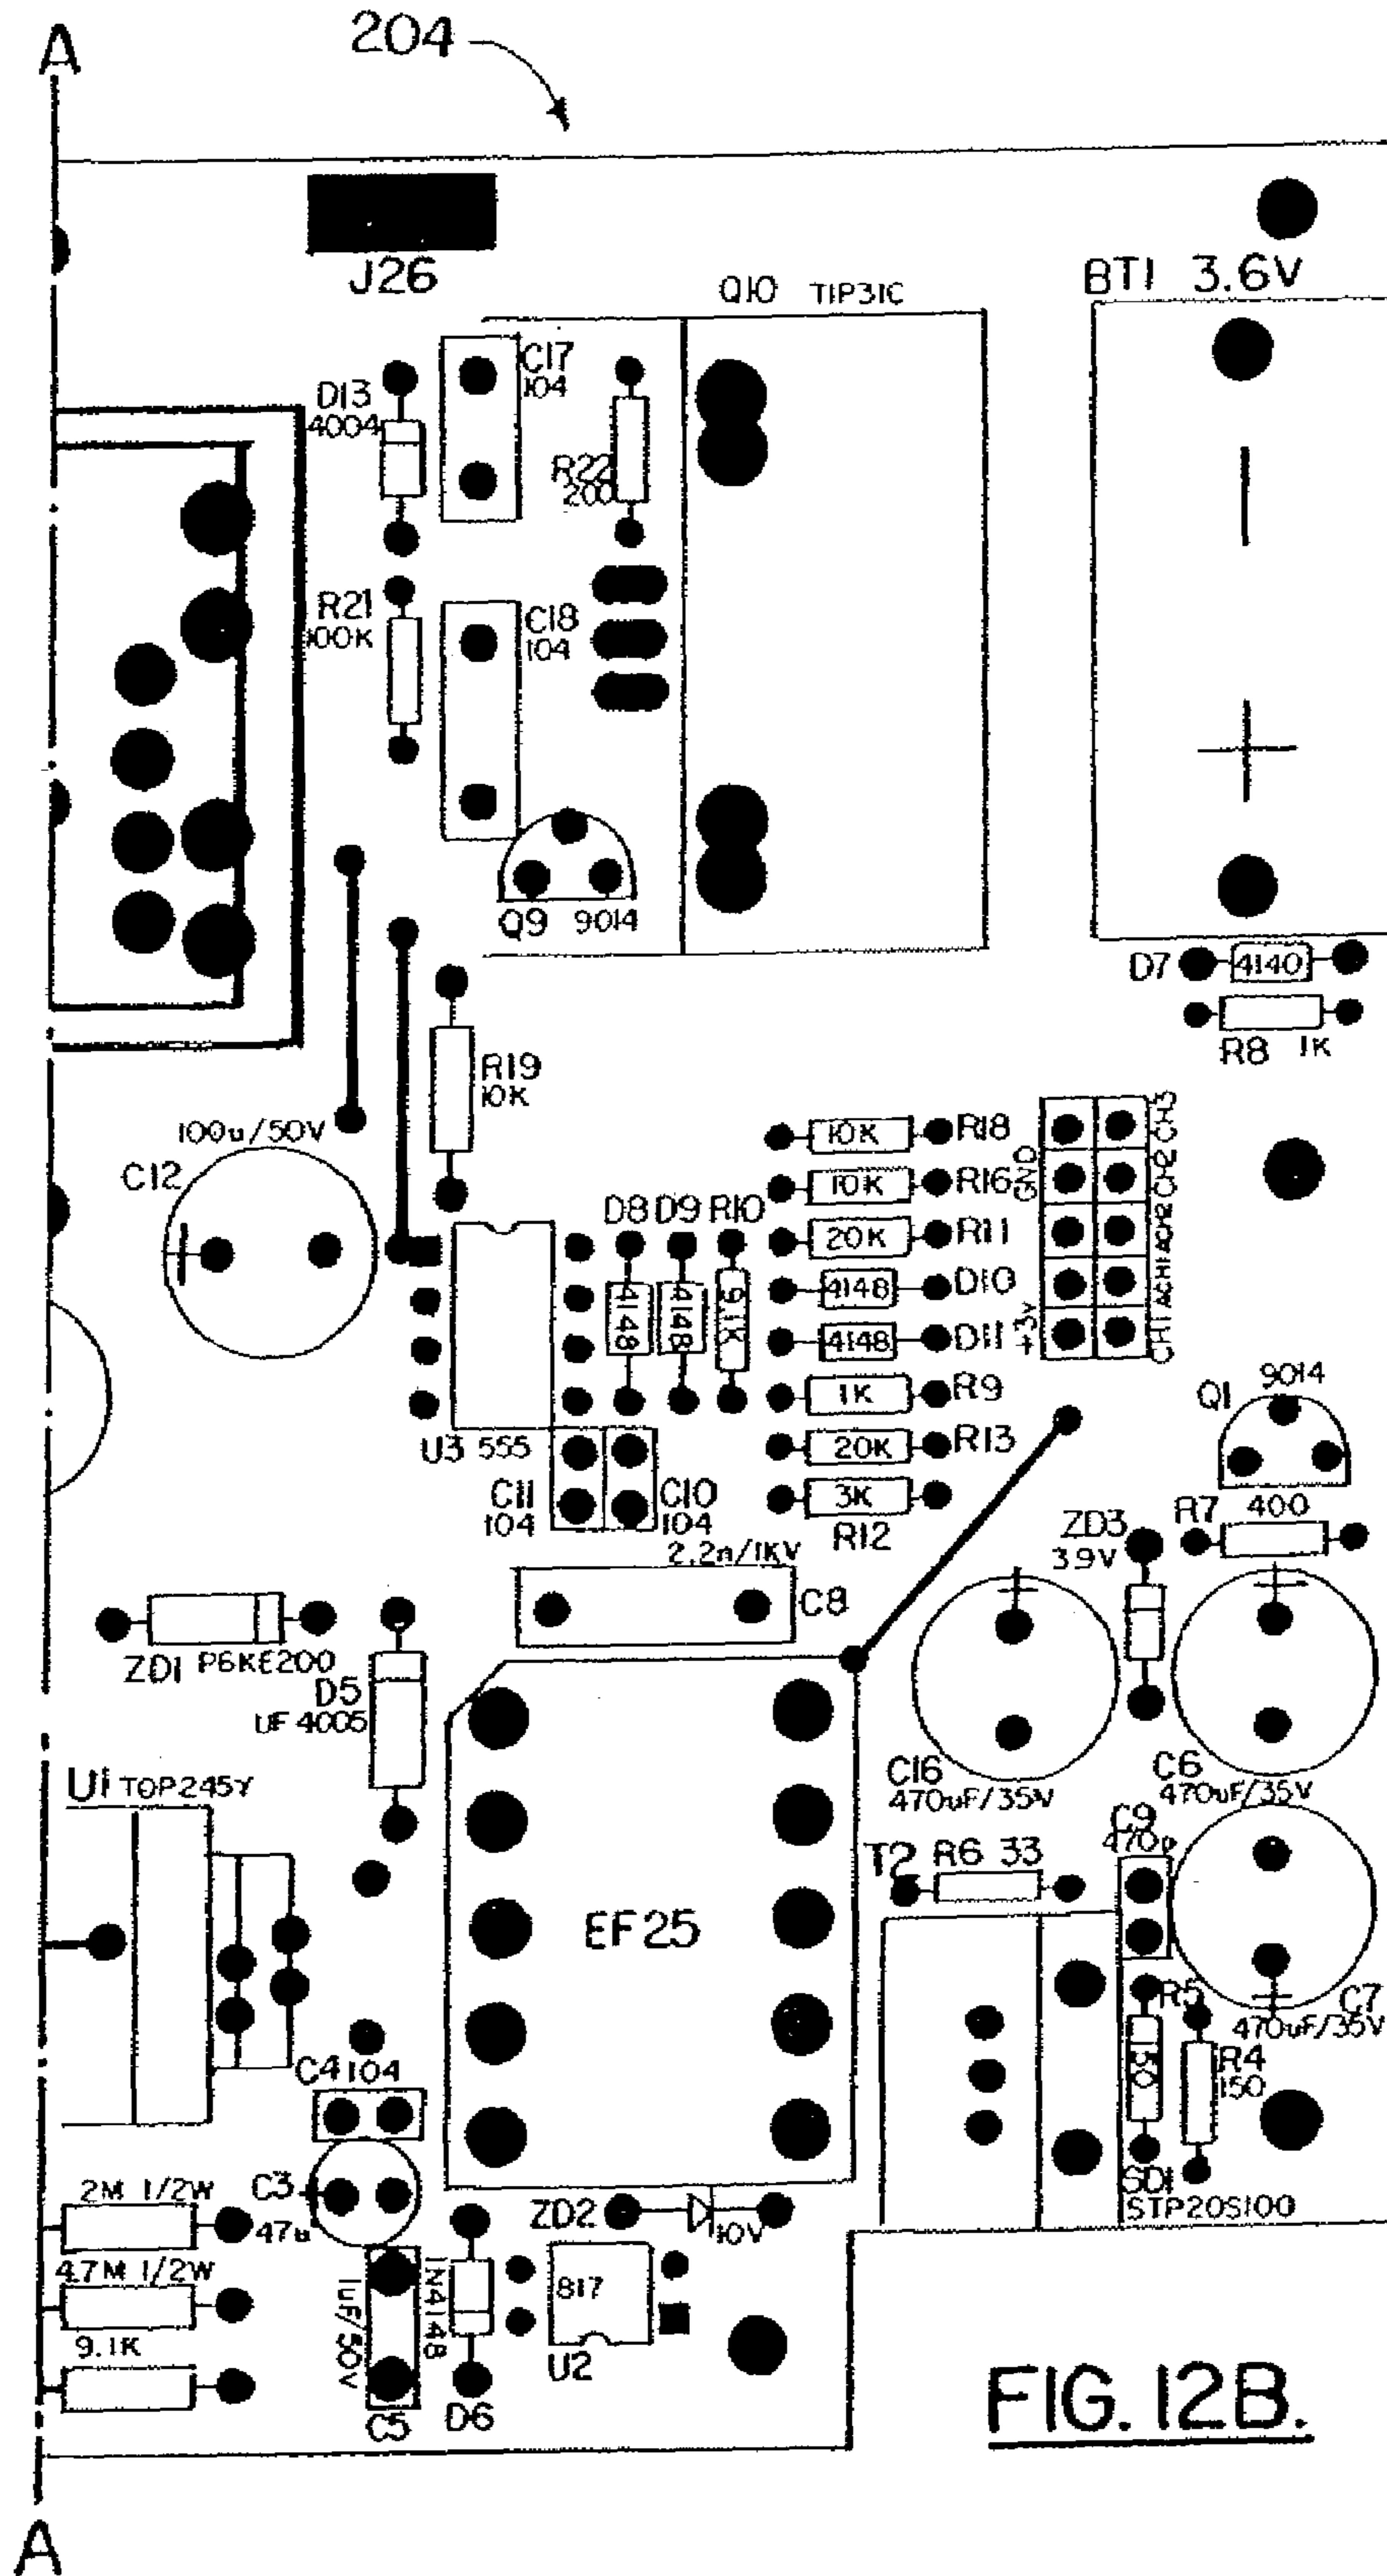 A
204
J26
Q10 TIP31C
BT1 3.6V
C17
104
D13
4004
R22
200
R21
100K
C18
104
Q9 9014
D7 4140
R8 1K
R19
10K
100u/50V
C12
10K R18
10K R16
20K R11
4148 D10
4148 D11
1K R9
20K R13
3K
R12
D8 D9 R10
4148
4148
9.1K
GND
+3V
CH3
CH2
ACH2
ACH1
CH1
U3 555
C11
104
C10
104
2.2n/1KV
C8
Q1 9014
R7 400
ZD3
3.9V
ZD1 P6KE200
D5
UF 4005
C16
470uF/35V
C6
470uF/35V
U1 TOP245Y
C9
470p
T2 R6 33
EF25
R5
150
C7
470uF/35V
R4
150
SD1
STP20S100
C4 104
C3
47u
2M 1/2W
4.7M 1/2W
9.1K
ZD2
10V
1uF/50V
C5
1N4148
D6
817
U2
FIG. 12B.
A